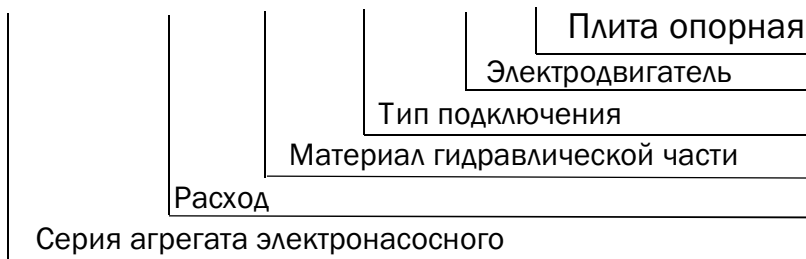 Плита опорная
Электродвигатель
Тип подключения
Материал гидравлической части
Расход
Серия агрегата электронасосного